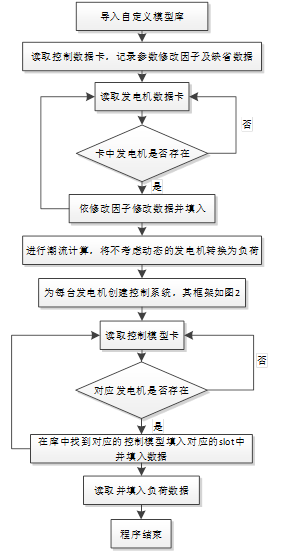 导入自定义模型库
读取控制数据卡，记录参数修改因子及缺省数据
读取发电机数据卡
否
卡中发电机是否存在
是
依修改因子修改数据并填入
进行潮流计算，将不考虑动态的发电机转换为负荷
为每台发电机创建控制系统，其框架如图2
读取控制模型卡
否
对应发电机是否存在
是
在库中找到对应的控制模型填入对应的slot中
并填入数据
读取并填入负荷数据
程序结束